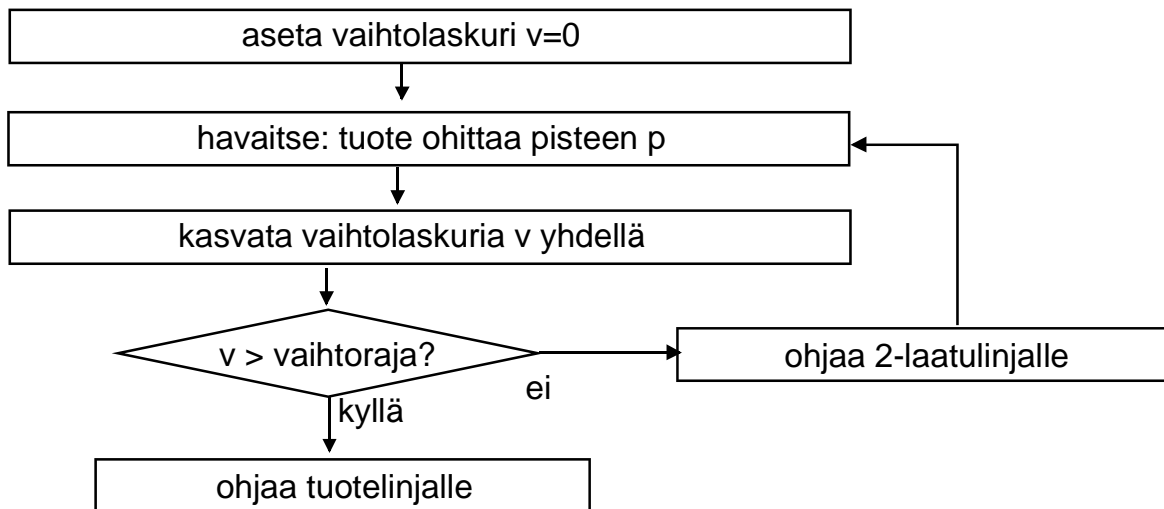 aseta vaihtolaskuri v=0
havaitse: tuote ohittaa pisteen p
kasvata vaihtolaskuria v yhdellä
v > vaihtoraja?
ohjaa 2-laatulinjalle
ei
kyllä
ohjaa tuotelinjalle